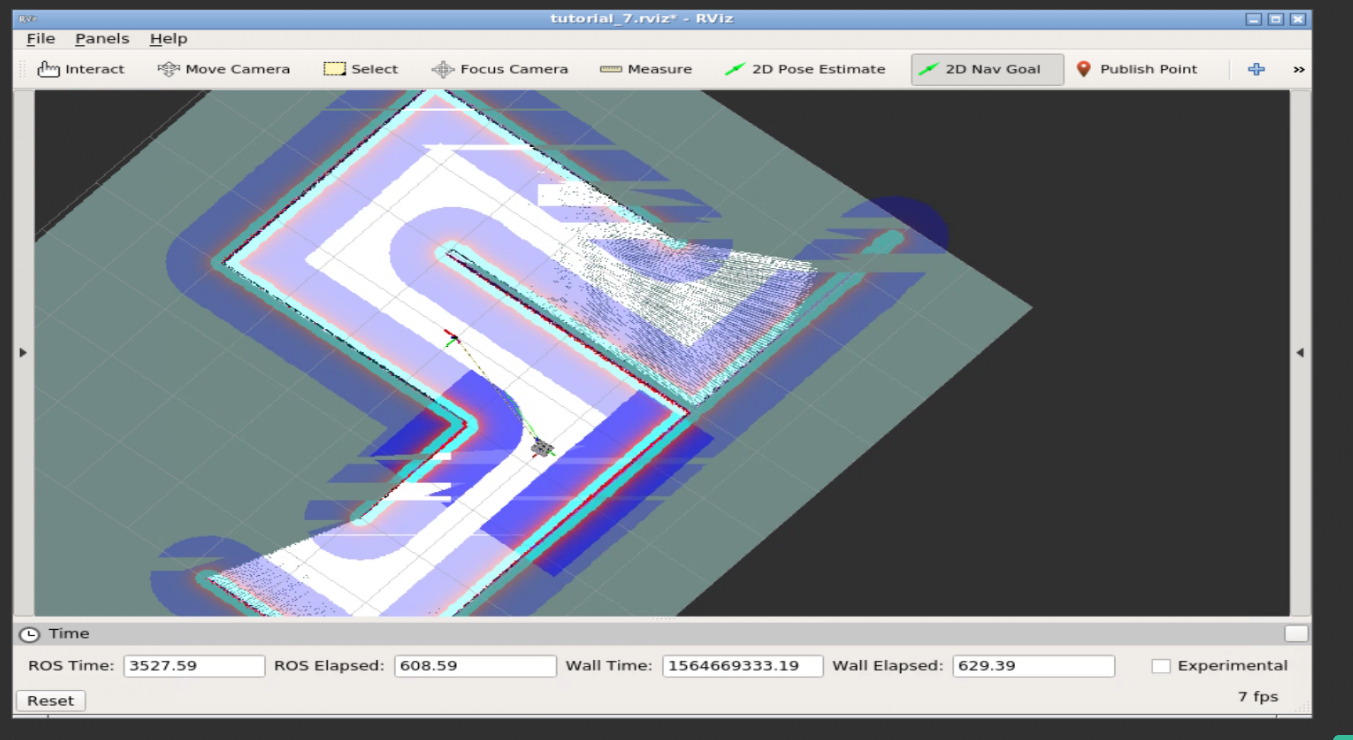 RViz
tutorial_7.rviz* - RViz
File Panels Help
Interact Move Camera Select Focus Camera Measure 2D Pose Estimate 2D Nav Goal Publish Point »
Time
ROS Time: 3527.59 ROS Elapsed: 608.59 Wall Time: 1564669333.19 Wall Elapsed: 629.39 Experimental
Reset 7 fps